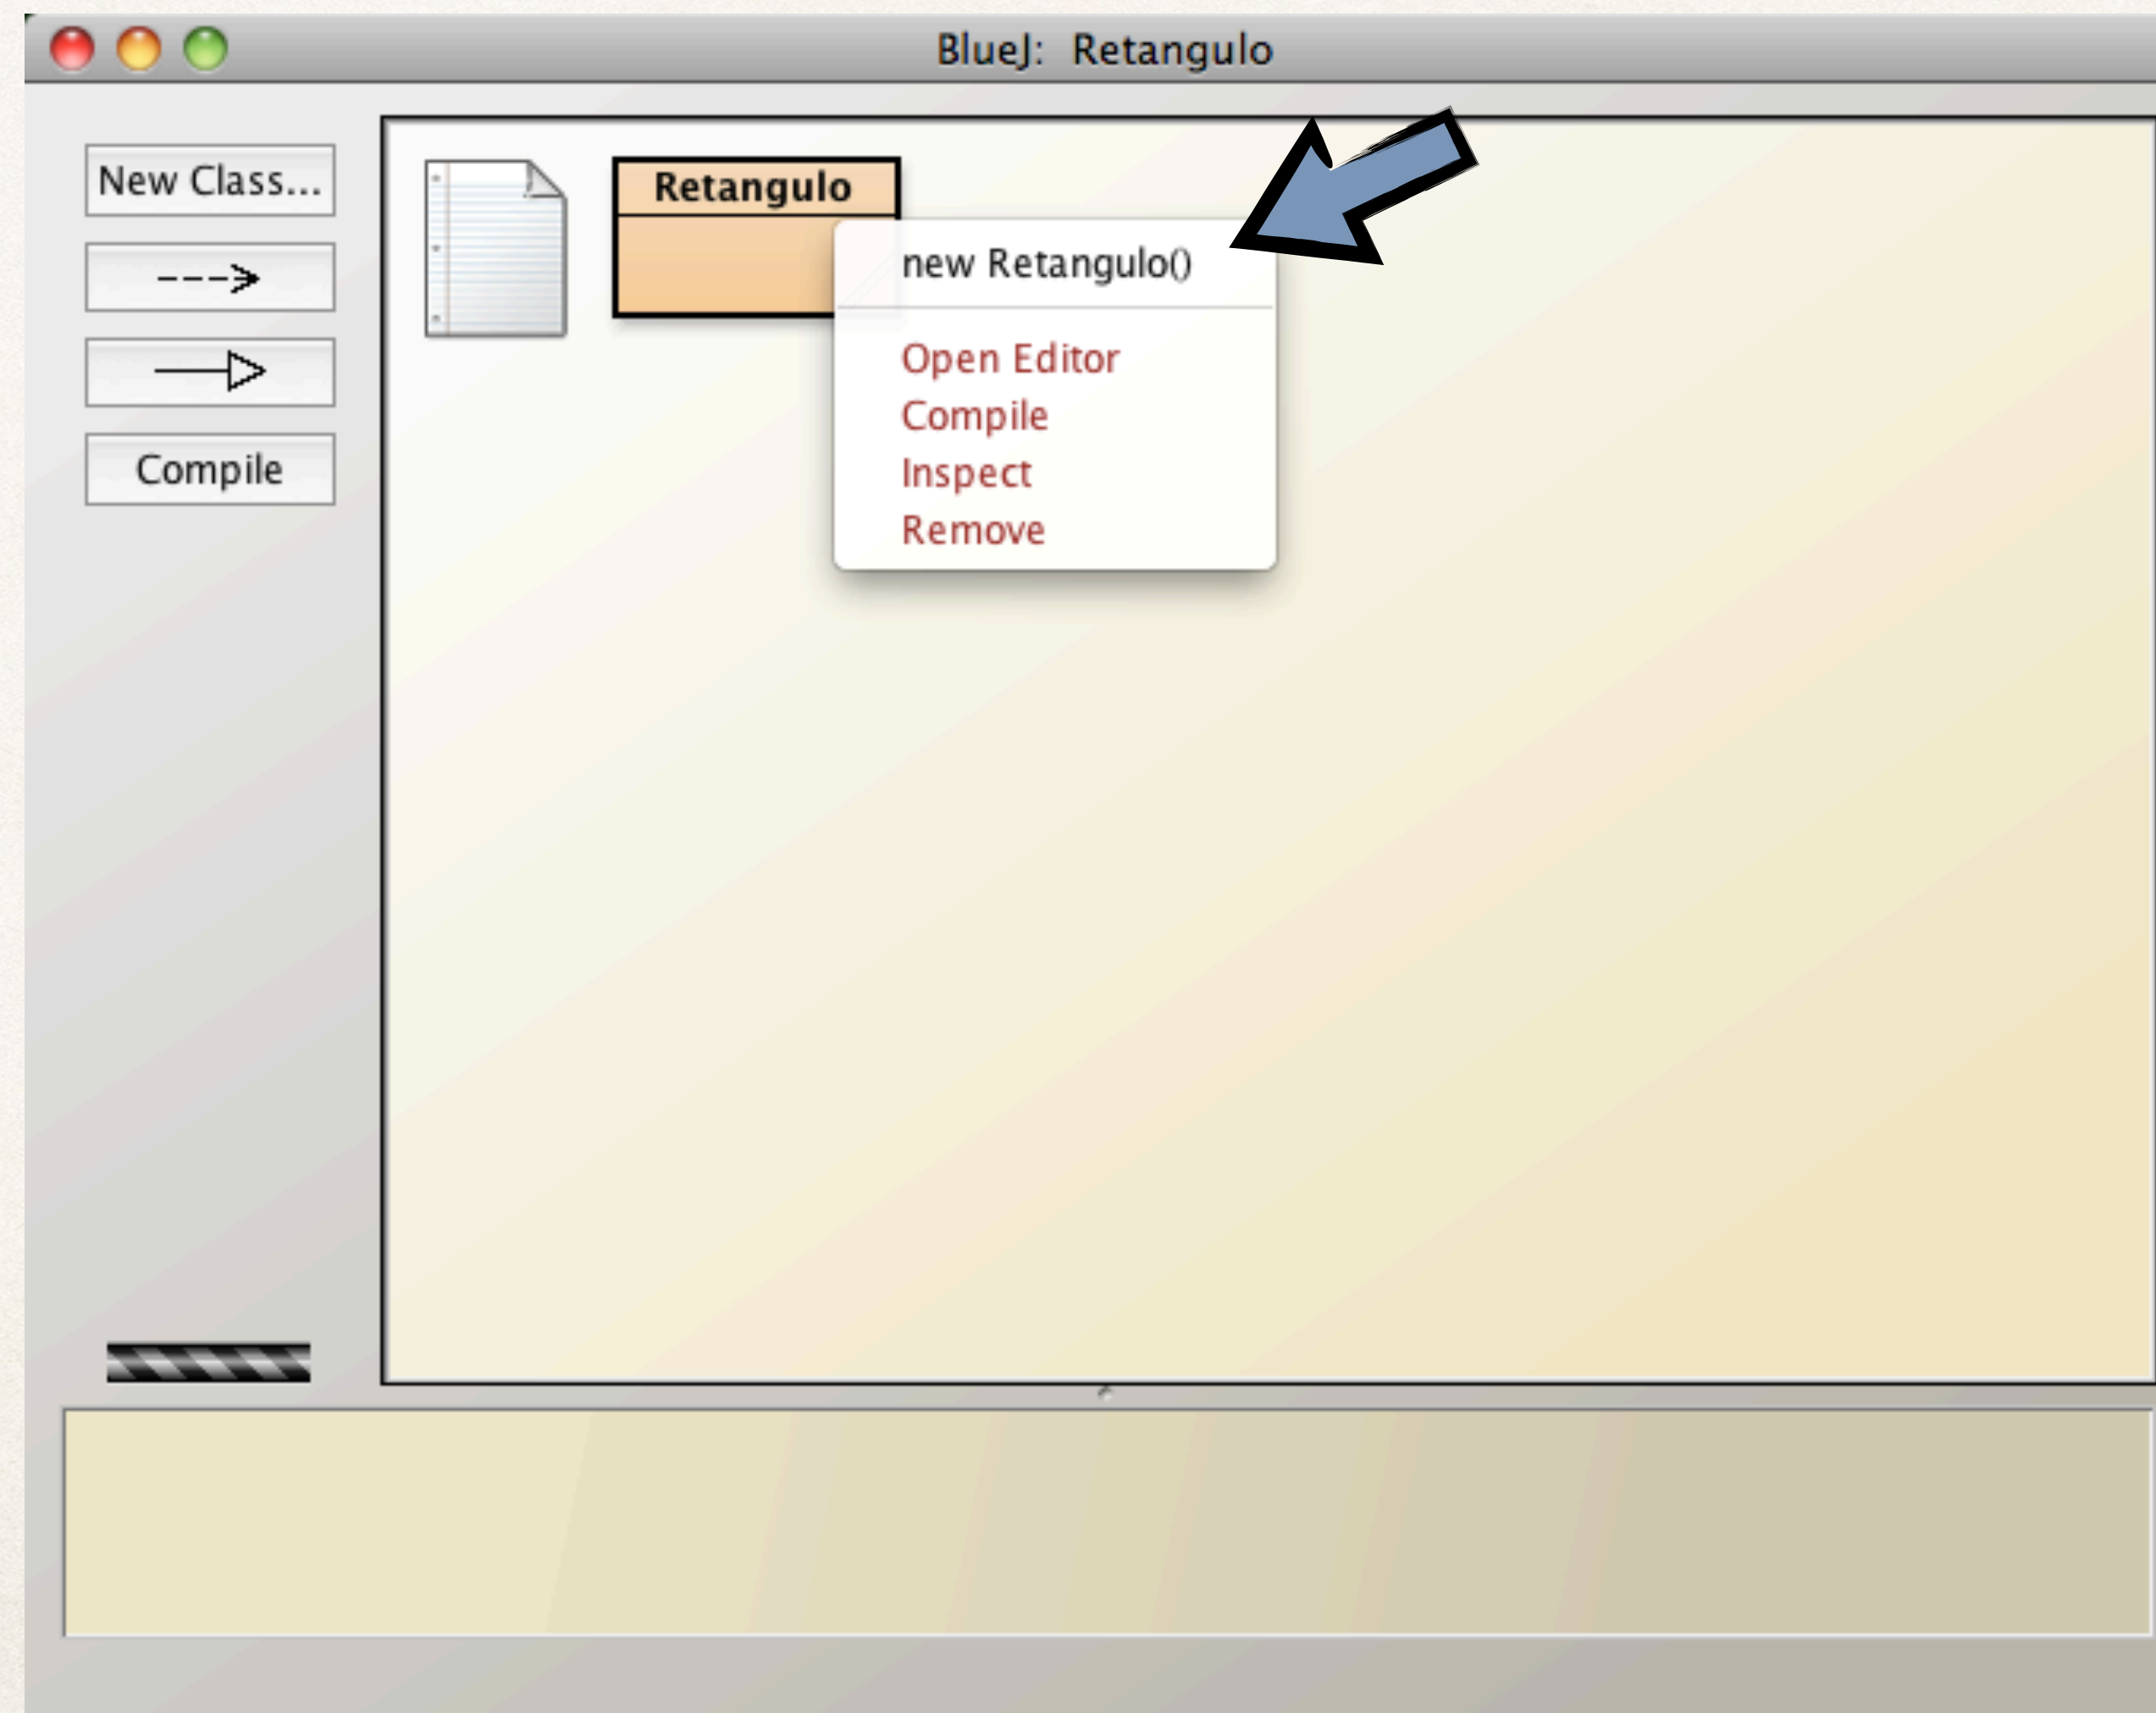 BlueJ: Retangulo
New Class...
Compile
Retangulo
new Retangulo()
Open Editor
Compile
Inspect
Remove